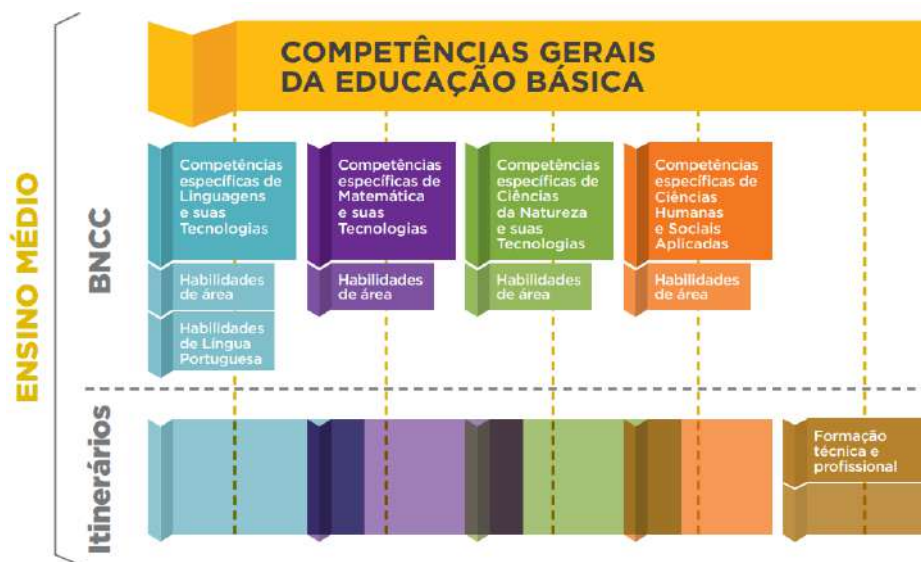 ENSINO MÉDIO
BNCC
COMPETÊNCIAS GERAIS
DA EDUCAÇÃO BÁSICA
Competências
específicas de
Linguagens
e suas
Tecnologias
Habilidades
de área
Habilidades
de Língua
Portuguesa
Competências
específicas de
Matemática
e suas
Tecnologias
Habilidades
de área
Competências
específicas de
Ciências
da Natureza
e suas
Tecnologias
Habilidades
de área
Competências
específicas de
Ciências
Humanas
e Sociais
Aplicadas
Habilidades
de área
Itinerários
Formação
técnica e
profissional